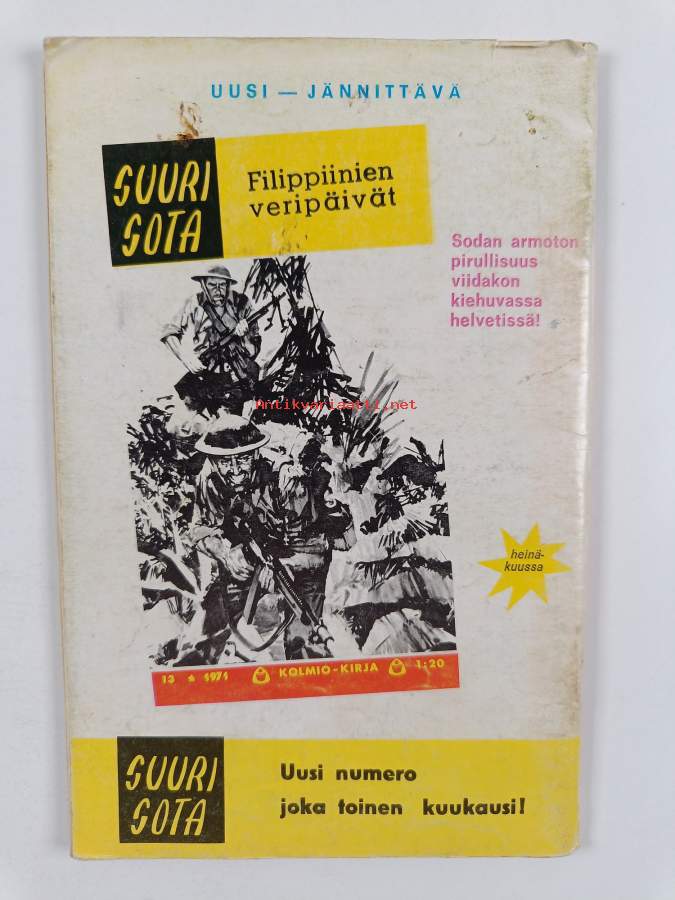 UUSI — JÄNNITTÄVÄ
SUURI
SOTA
Filippiinien
veripäivät
Sodan armoton
pirullisuus
viidakon
kiehuvassa
helvetissä!
Antikvariaatti.net
heinä-
kuussa
13 ★ 1971 KOLMIO-KIRJA 1:20
SUURI
SOTA
Uusi numero
joka toinen kuukausi!